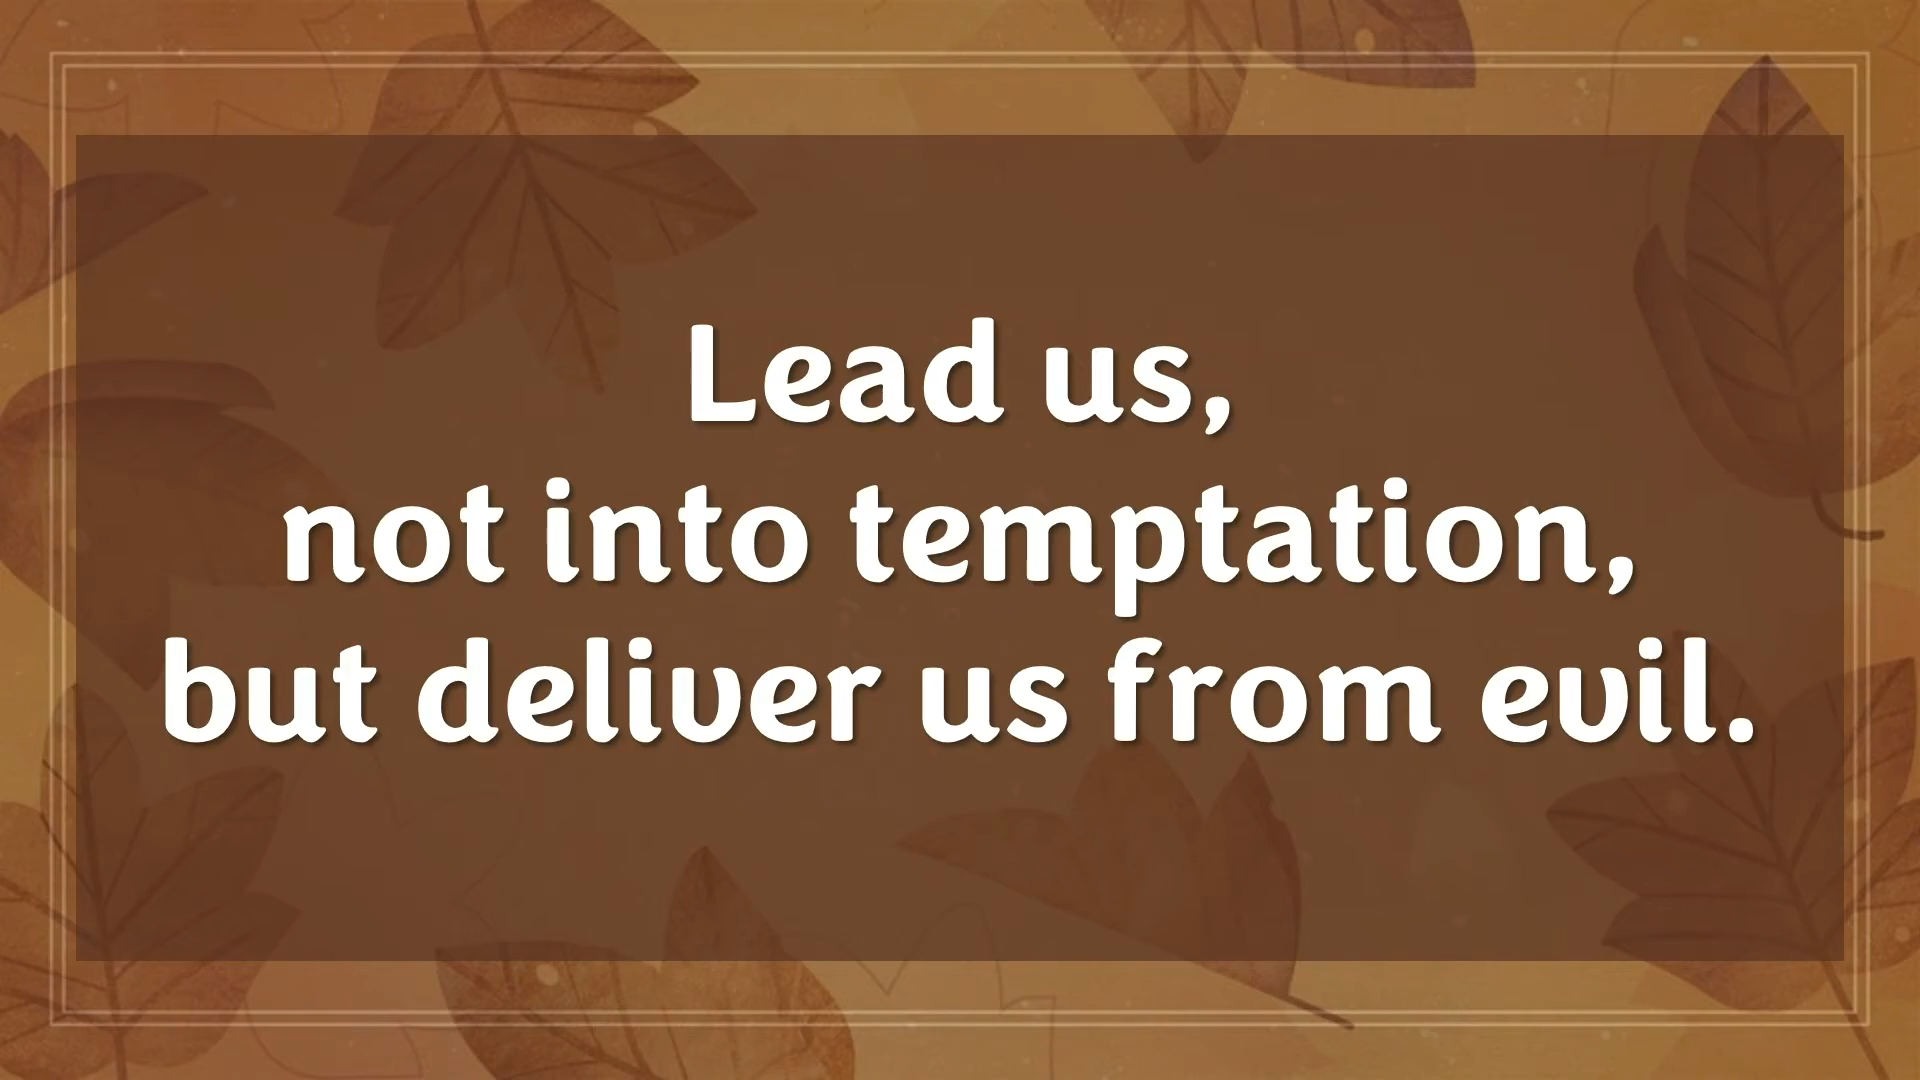 Lead us,
not into temptation,
but deliver us from evil.